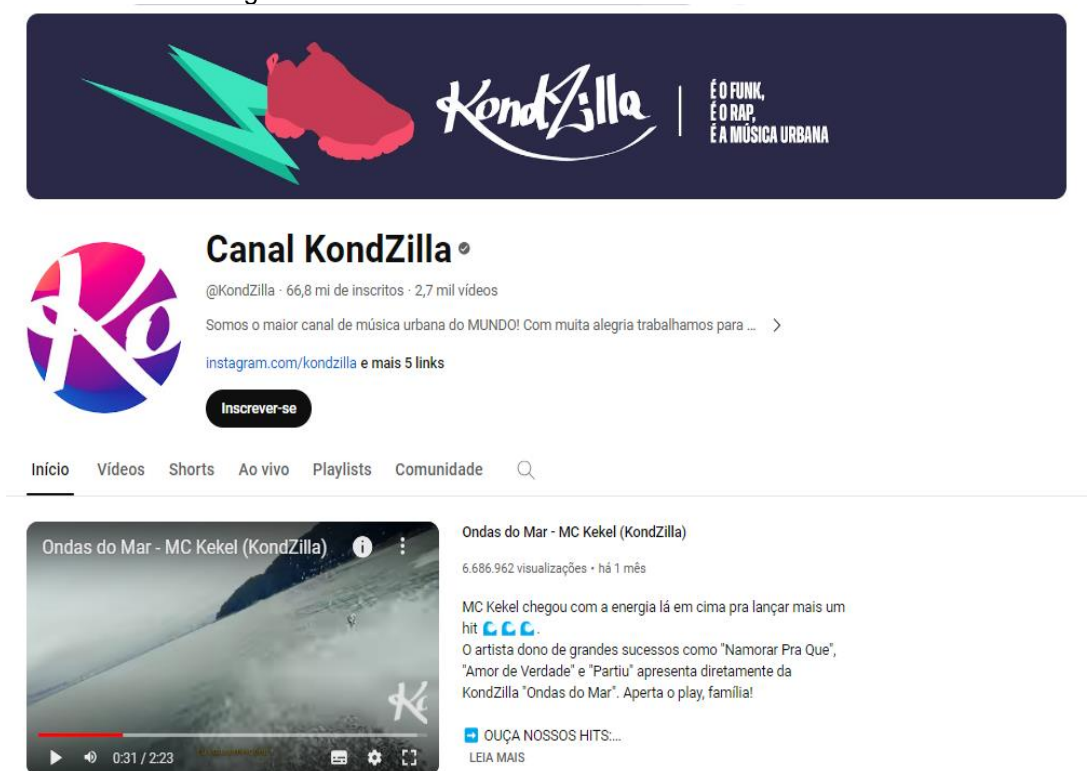 KondZilla
É O FUNK,
É O RAP,
É A MÚSICA URBANA
Ko
Canal KondZilla
@KondZilla · 66,8 mi de inscritos · 2,7 mil vídeos
Somos o maior canal de música urbana do MUNDO! Com muita alegria trabalhamos para ...
instagram.com/kondzilla e mais 5 links
Inscrever-se
Início Vídeos Shorts Ao vivo Playlists Comunidade
Ondas do Mar - MC Kekel (KondZilla)
K
0:31 / 2:23
Ondas do Mar - MC Kekel (KondZilla)
6.686.962 visualizações • há 1 mês
MC Kekel chegou com a energia lá em cima pra lançar mais um
hit 🌊🌊🌊.
O artista dono de grandes sucessos como "Namorar Pra Que",
"Amor de Verdade" e "Partiu" apresenta diretamente da
KondZilla "Ondas do Mar". Aperta o play, família!
➡️ OUÇA NOSSOS HITS:...
LEIA MAIS